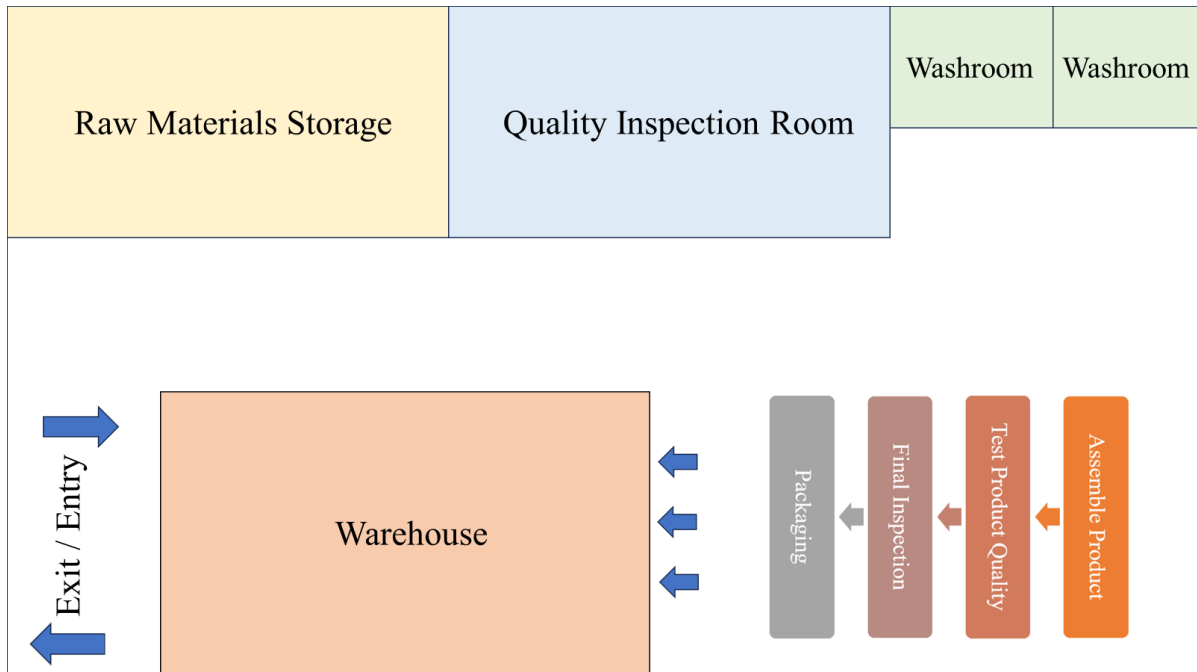 Raw Materials Storage
Quality Inspection Room
Washroom
Washroom
Exit / Entry
Warehouse
Packaging
Final Inspection
Test Product Quality
Assemble Product